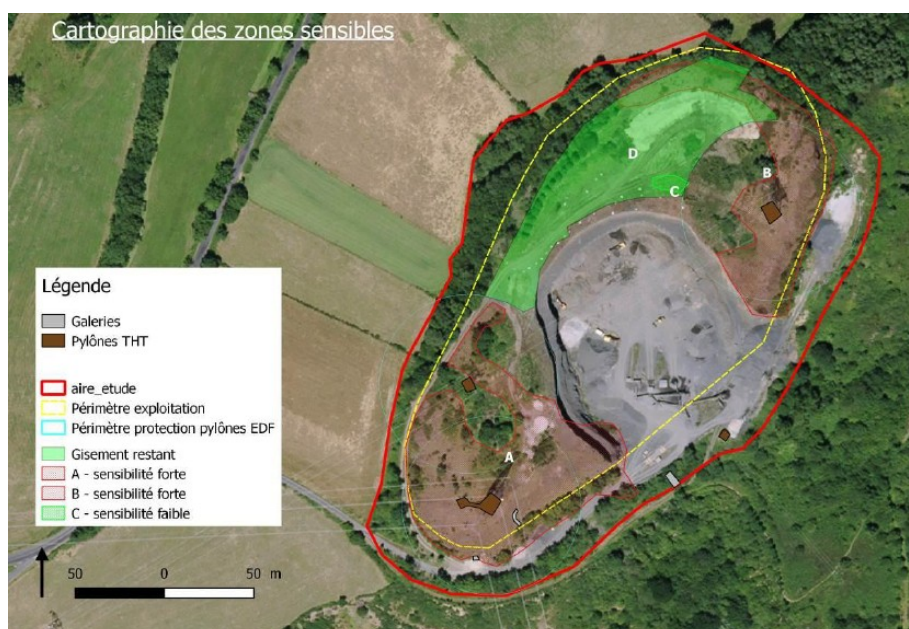 Cartographie des zones sensibles
D
B
C
A
Légende
Galeries
Pylônes THT
aire_etude
Périmètre exploitation
Périmètre protection pylônes EDF
Gisement restant
A - sensibilité forte
B - sensibilité forte
C - sensibilité faible
50 0 50 m